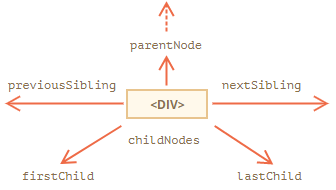 parentNode
previousSibling
nextSibling
<DIV>
childNodes
firstChild
lastChild